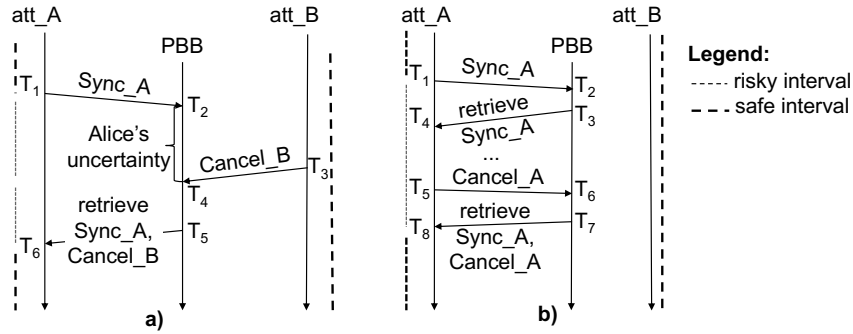 att_A
att_B
PBB
T1
Sync_A
T2
Alice's
uncertainty
Cancel_B
T3
T4
retrieve
Sync_A,
Cancel_B
T5
T6
a)
att_A
att_B
PBB
T1
Sync_A
T2
retrieve
Sync_A
T3
T4
...
T5
Cancel_A
T6
retrieve
Sync_A,
Cancel_A
T7
T8
b)
Legend:
risky interval
safe interval